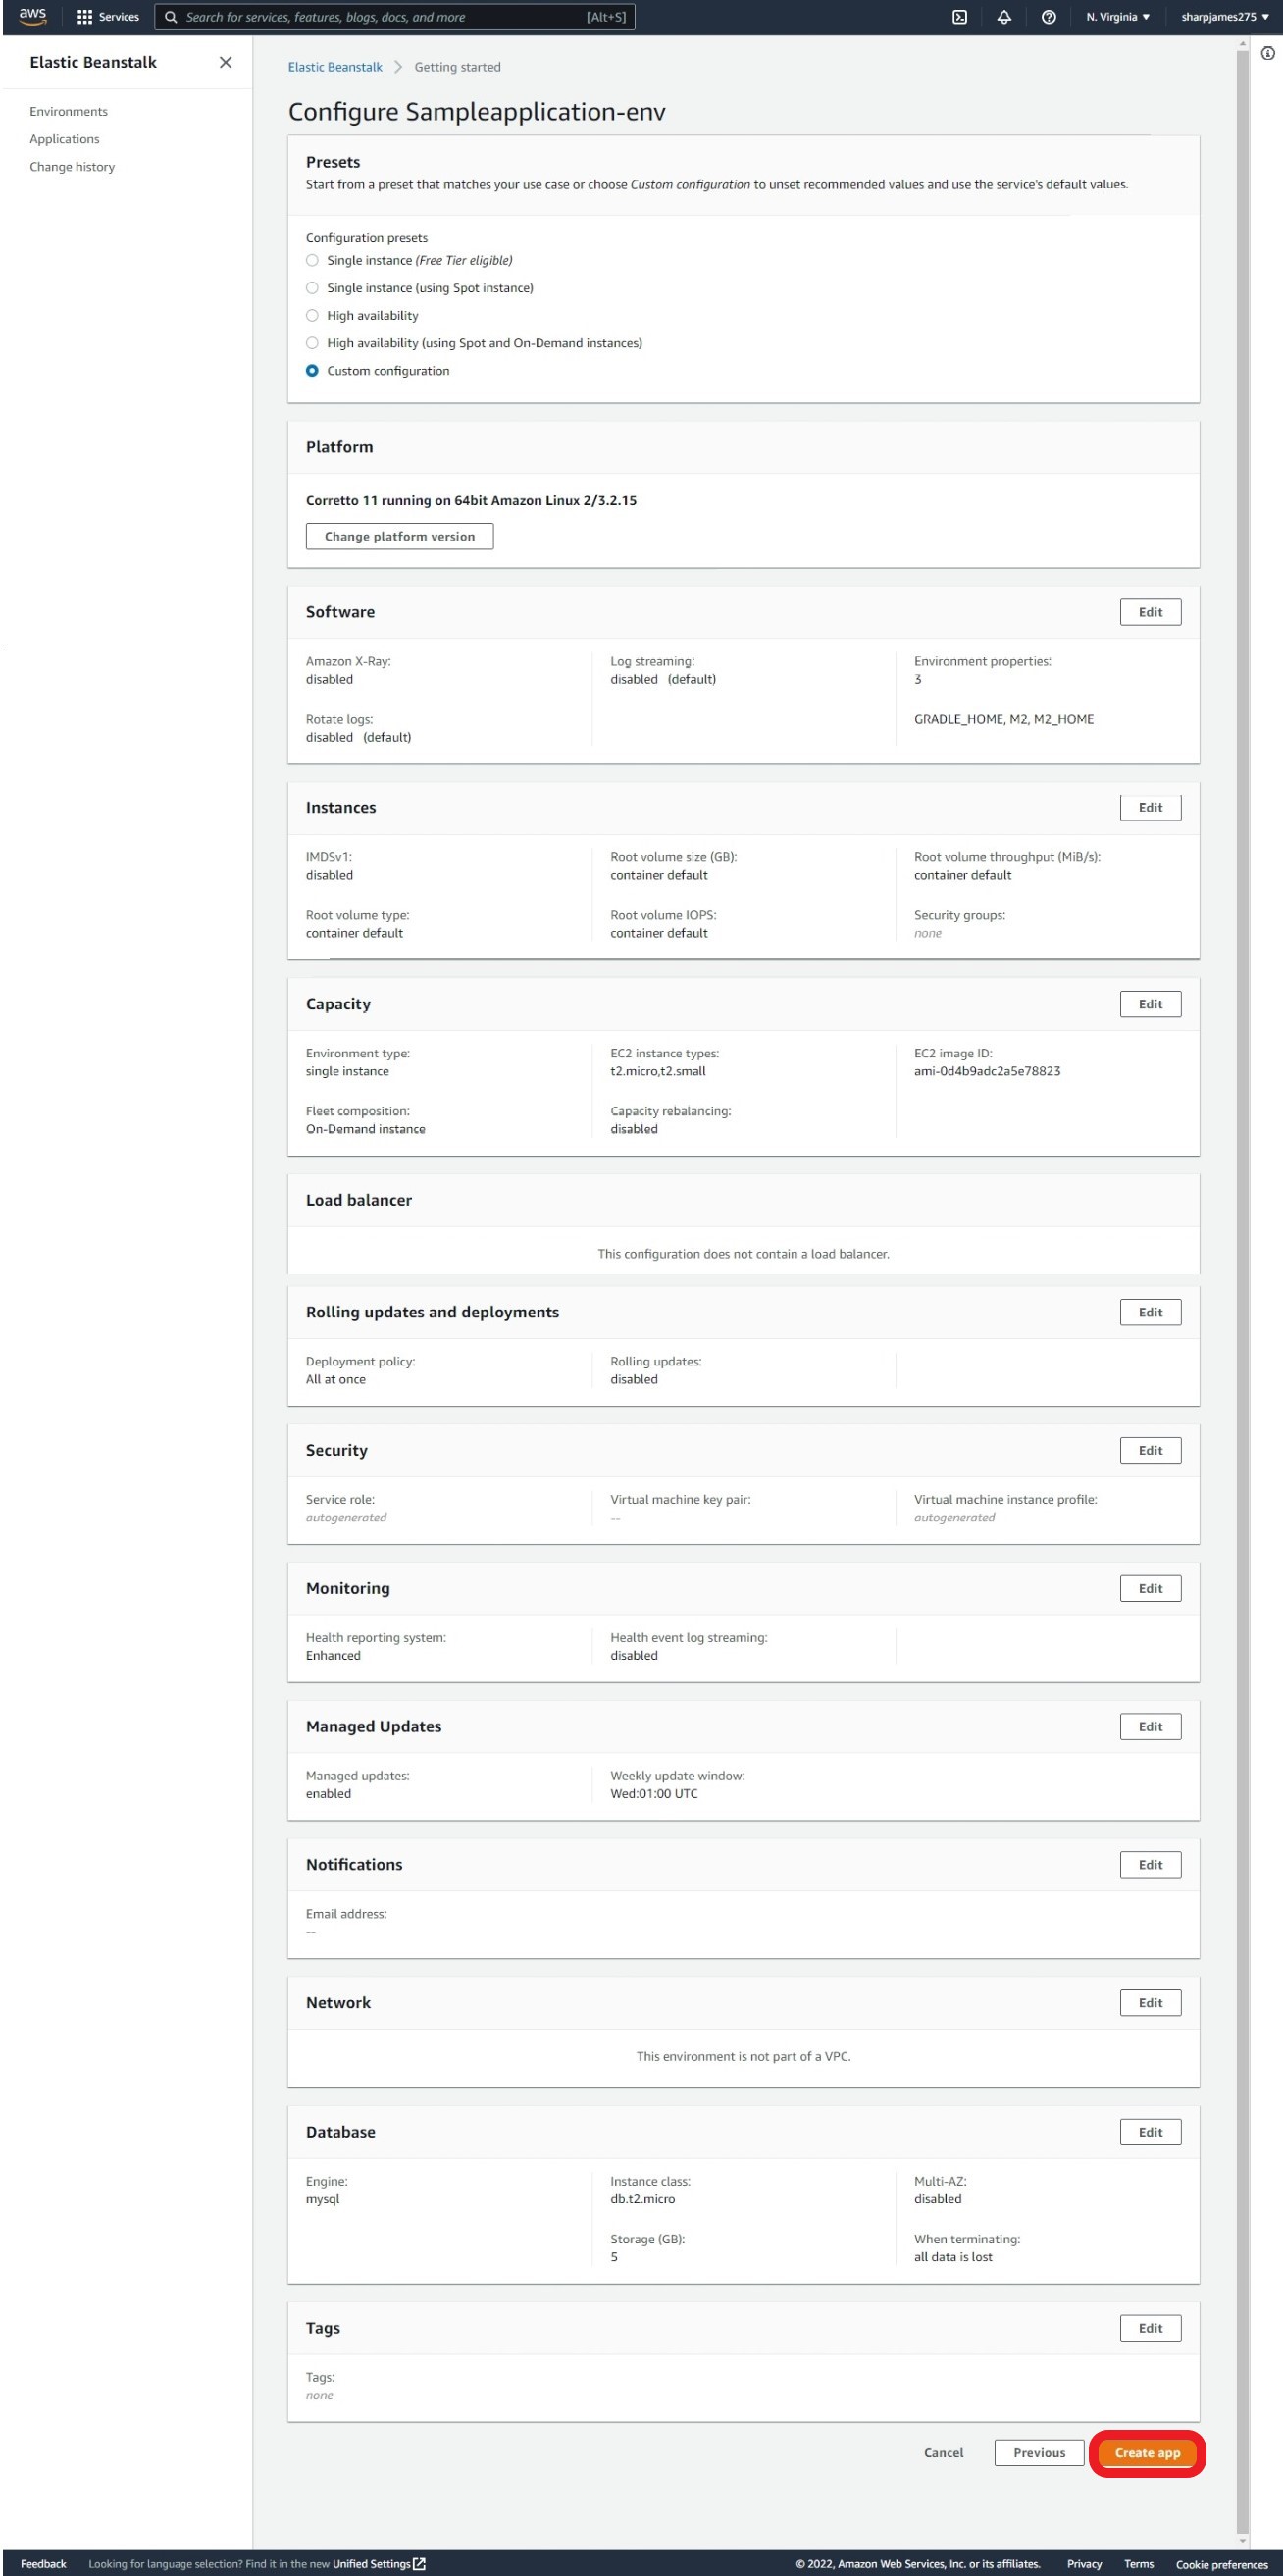 aws
Services
Search for services, features, blogs, docs, and more
[Alt+S]
N. Virginia ▼
sharpjames275 ▼
Elastic Beanstalk
Environments
Applications
Change history
Elastic Beanstalk > Getting started
Configure Sampleapplication-env
Presets
Start from a preset that matches your use case or choose Custom configuration to unset recommended values and use the service's default values.
Configuration presets
Single instance (Free Tier eligible)
Single instance (using Spot instance)
High availability
High availability (using Spot and On-Demand instances)
Custom configuration
Platform
Corretto 11 running on 64bit Amazon Linux 2/3.2.15
Change platform version
Software
Edit
Amazon X-Ray:
disabled
Rotate logs:
disabled (default)
Log streaming:
disabled (default)
Environment properties:
3
GRADLE_HOME, M2, M2_HOME
Instances
Edit
IMDSv1:
disabled
Root volume type:
container default
Root volume size (GB):
container default
Root volume IOPS:
container default
Root volume throughput (MiB/s):
container default
Security groups:
none
Capacity
Edit
Environment type:
single instance
Fleet composition:
On-Demand instance
EC2 instance types:
t2.micro,t2.small
Capacity rebalancing:
disabled
EC2 image ID:
ami-0d4b9adc2a5e78823
Load balancer
This configuration does not contain a load balancer.
Rolling updates and deployments
Edit
Deployment policy:
All at once
Rolling updates:
disabled
Security
Edit
Service role:
autogenerated
Virtual machine key pair:
--
Virtual machine instance profile:
autogenerated
Monitoring
Edit
Health reporting system:
Enhanced
Health event log streaming:
disabled
Managed Updates
Edit
Managed updates:
enabled
Weekly update window:
Wed:01:00 UTC
Notifications
Edit
Email address:
--
Network
Edit
This environment is not part of a VPC.
Database
Edit
Engine:
mysql
Instance class:
db.t2.micro
Storage (GB):
5
Multi-AZ:
disabled
When terminating:
all data is lost
Tags
Edit
Tags:
none
Cancel
Previous
Create app
Feedback
Looking for language selection? Find it in the new Unified Settings
© 2022, Amazon Web Services, Inc. or its affiliates.
Privacy
Terms
Cookie preferences